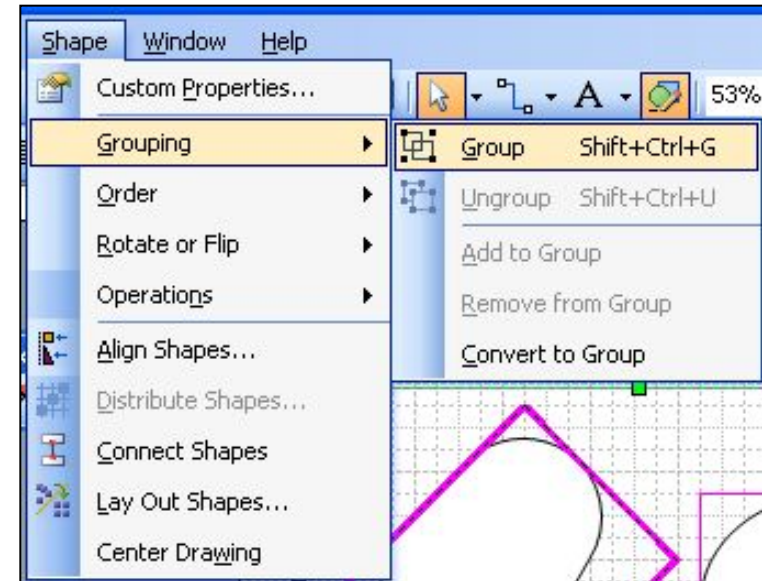 Shape Window Help
Custom Properties...
A 53%
Grouping
Group Shift+Ctrl+G
Order
Ungroup Shift+Ctrl+U
Rotate or Flip
Add to Group
Operations
Remove from Group
Align Shapes...
Convert to Group
Distribute Shapes...
Connect Shapes
Lay Out Shapes...
Center Drawing